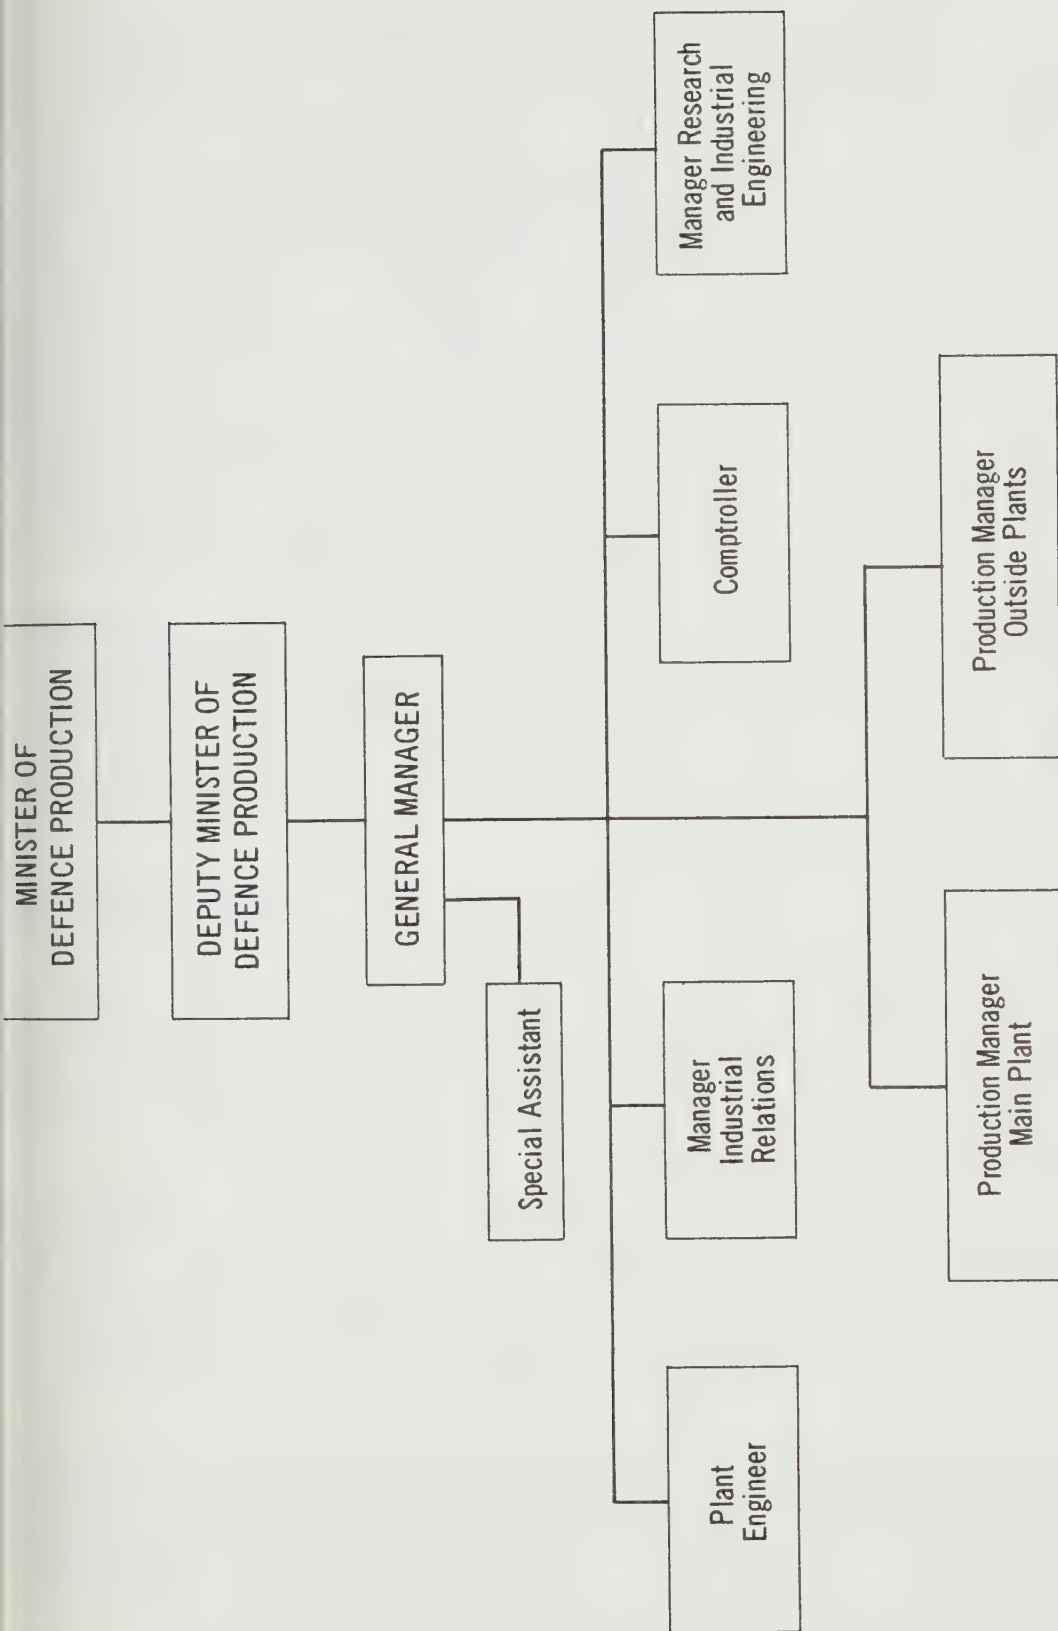 MINISTER OF
DEFENCE PRODUCTION
DEPUTY MINISTER OF
DEFENCE PRODUCTION
GENERAL MANAGER
Special Assistant
Plant
Engineer
Manager
Industrial
Relations
Comptroller
Manager Research
and Industrial
Engineering
Production Manager
Main Plant
Production Manager
Outside Plants